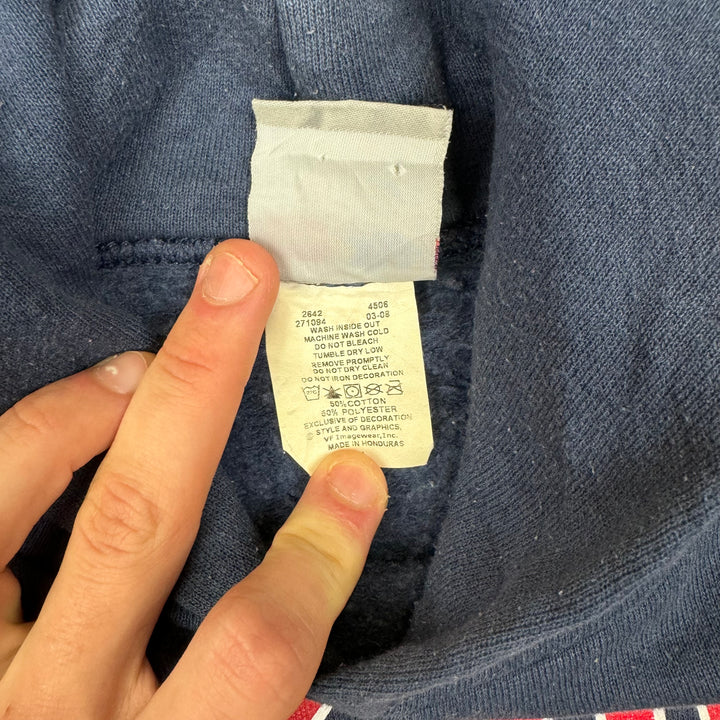 2642 4506
271094 03-08
WASH INSIDE OUT
MACHINE WASH COLD
DO NOT BLEACH
TUMBLE DRY LOW
REMOVE PROMPTLY
DO NOT DRY CLEAN
DO NOT IRON DECORATION
50% COTTON
50% POLYESTER
EXCLUSIVE OF DECORATION
© STYLE AND GRAPHICS,
VF Imagewear, Inc.
MADE IN HONDURAS